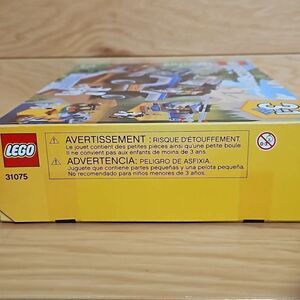 AVERTISSEMENT : RISQUE D'ÉTOUFFEMENT
Le jouet contient des petites pièces ainsi qu'une petite boule.
Il ne convient pas aux enfants de moins de 3 ans.
ADVERTENCIA: PELIGRO DE ASFIXIA
Juguete que contiene partes pequeñas y una pelota pequeña.
No recomendado para niños menores de 3 años.
LEGO
31075
0-3